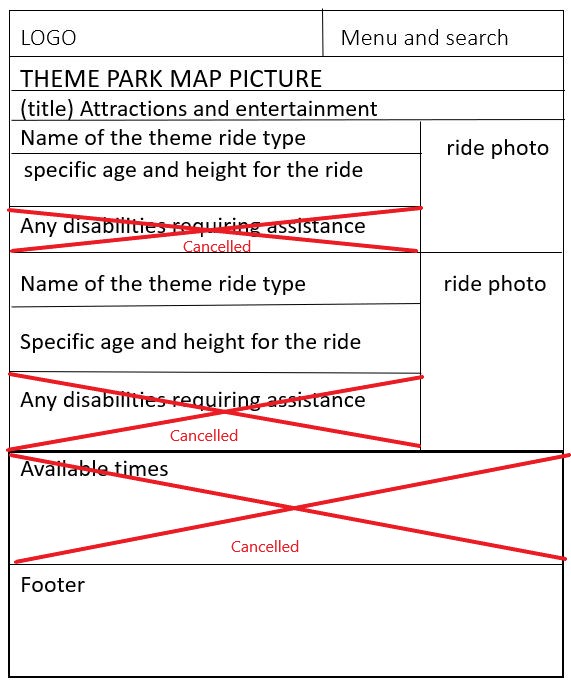 LOGO
Menu and search
THEME PARK MAP PICTURE
(title) Attractions and entertainment
Name of the theme ride type
ride photo
specific age and height for the ride
Any disabilities requiring assistance
Cancelled
Name of the theme ride type
ride photo
Specific age and height for the ride
Any disabilities requiring assistance
Cancelled
Available times
Cancelled
Footer